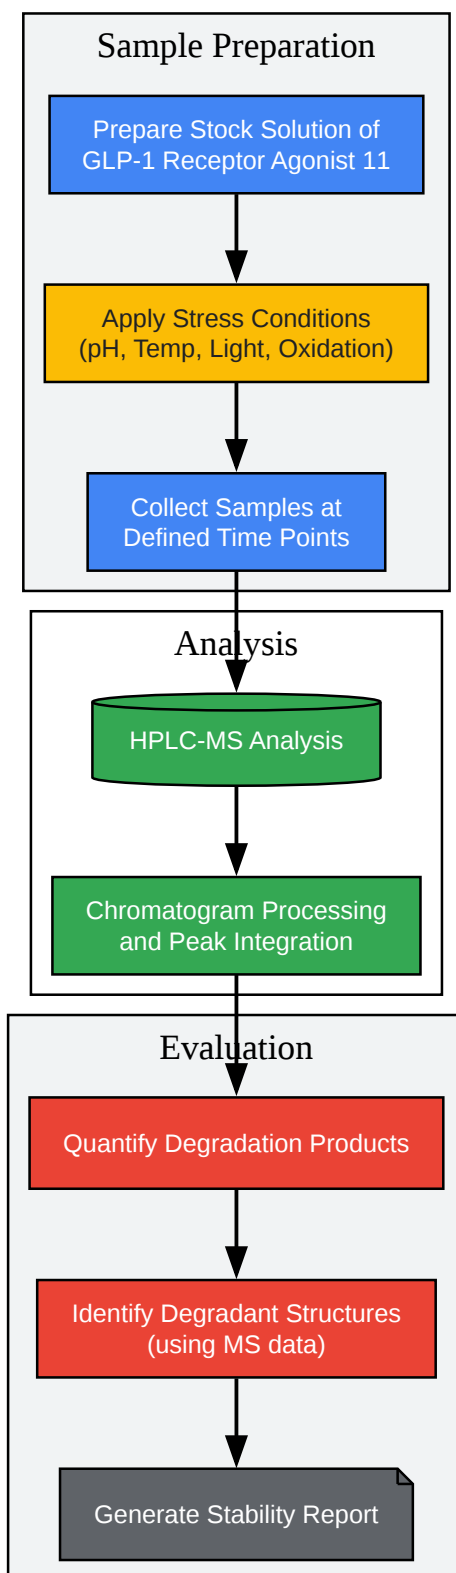 Sample Preparation
Prepare Stock Solution of
GLP-1 Receptor Agonist 11
Apply Stress Conditions
(pH, Temp, Light, Oxidation)
Collect Samples at
Defined Time Points
Analysis
HPLC-MS Analysis
Chromatogram Processing
and Peak Integration
Evaluation
Quantify Degradation Products
Identify Degradant Structures
(using MS data)
Generate Stability Report